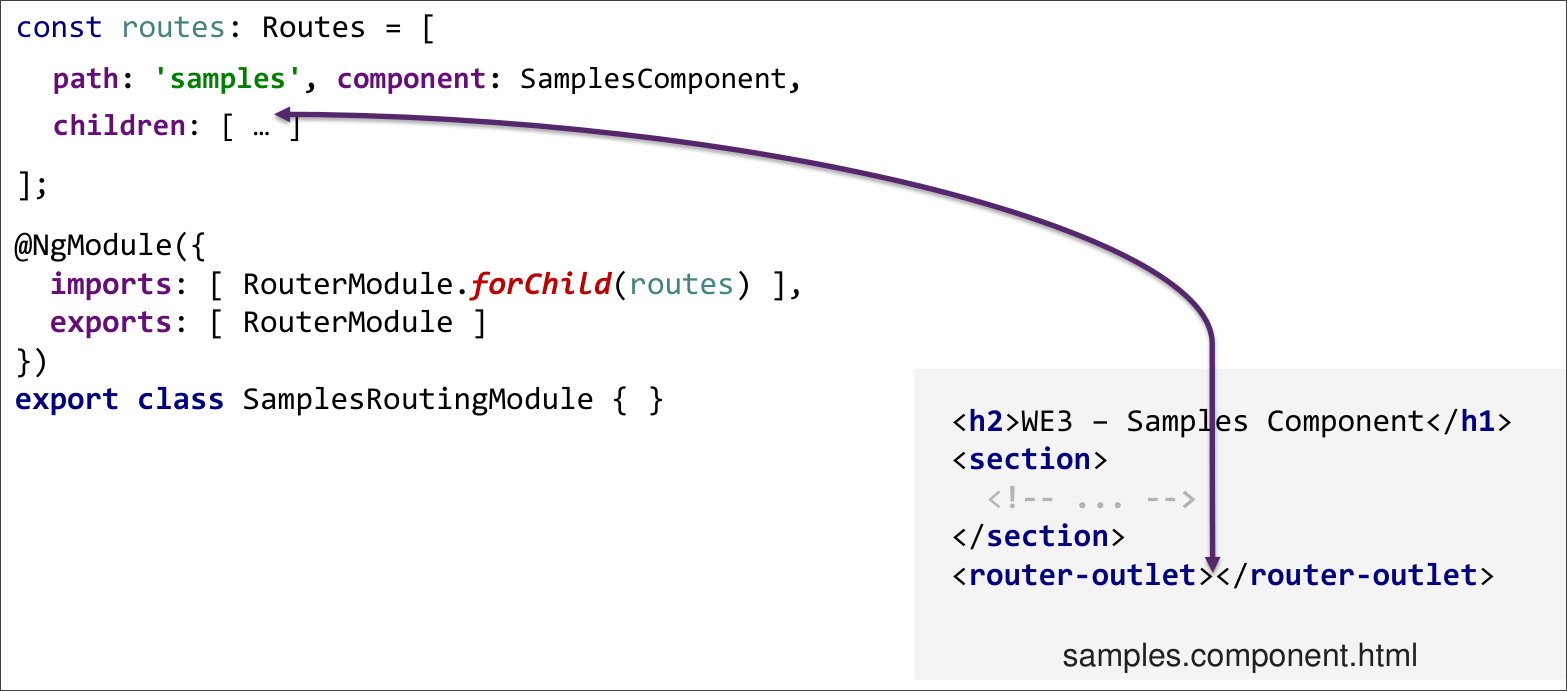 const routes: Routes = [
path: 'samples', component: SamplesComponent,
children: [ … ]
];
@NgModule({
imports: [ RouterModule.forChild(routes) ],
exports: [ RouterModule ]
})
export class SamplesRoutingModule { }
<h2>WE3 – Samples Component</h1>
<section>
<!-- ... -->
</section>
<router-outlet></router-outlet>
samples.component.html